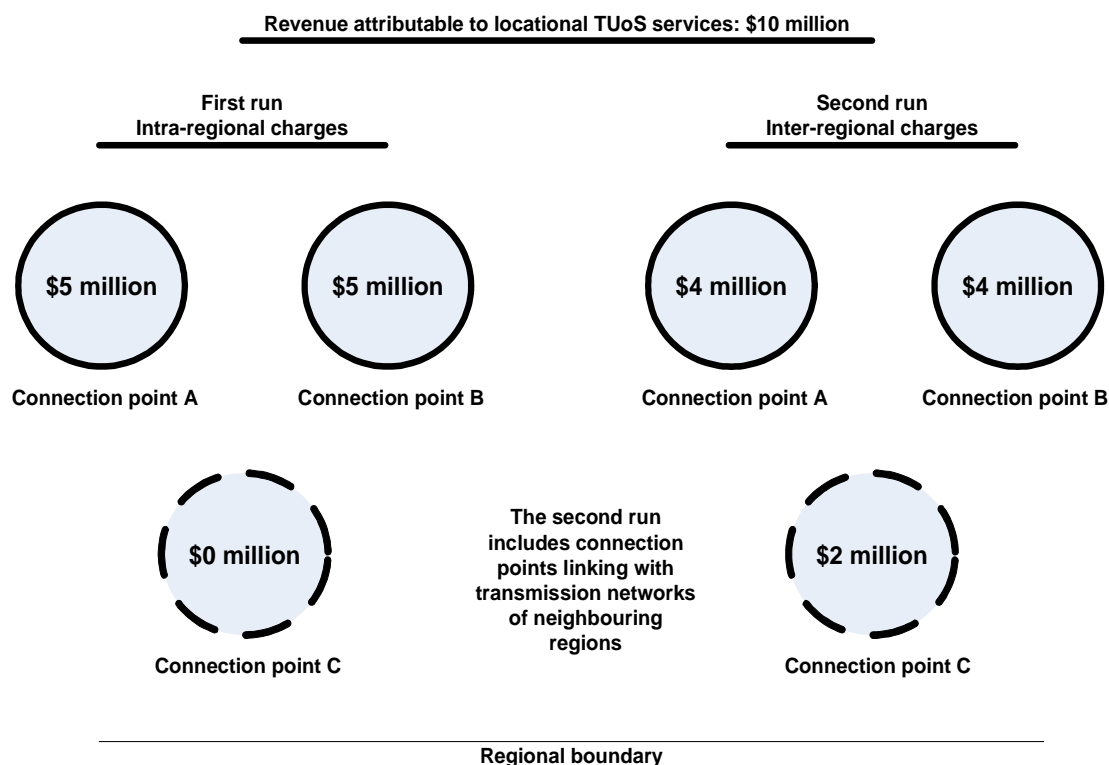 Revenue attributable to locational TUoS services: $10 million
First run
Intra-regional charges
Second run
Inter-regional charges
$5 million
$5 million
$4 million
$4 million
Connection point A
Connection point B
Connection point A
Connection point B
$0 million
The second run
includes connection
points linking with
transmission networks
of neighbouring
regions
$2 million
Connection point C
Connection point C
Regional boundary